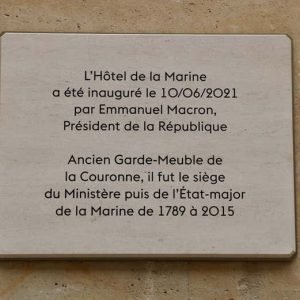 L'Hôtel de la Marine
a été inauguré le 10/06/2021
par Emmanuel Macron,
Président de la République
Ancien Garde-Meuble de
la Couronne, il fut le siège
du Ministère puis de l'État-major
de la Marine de 1789 à 2015